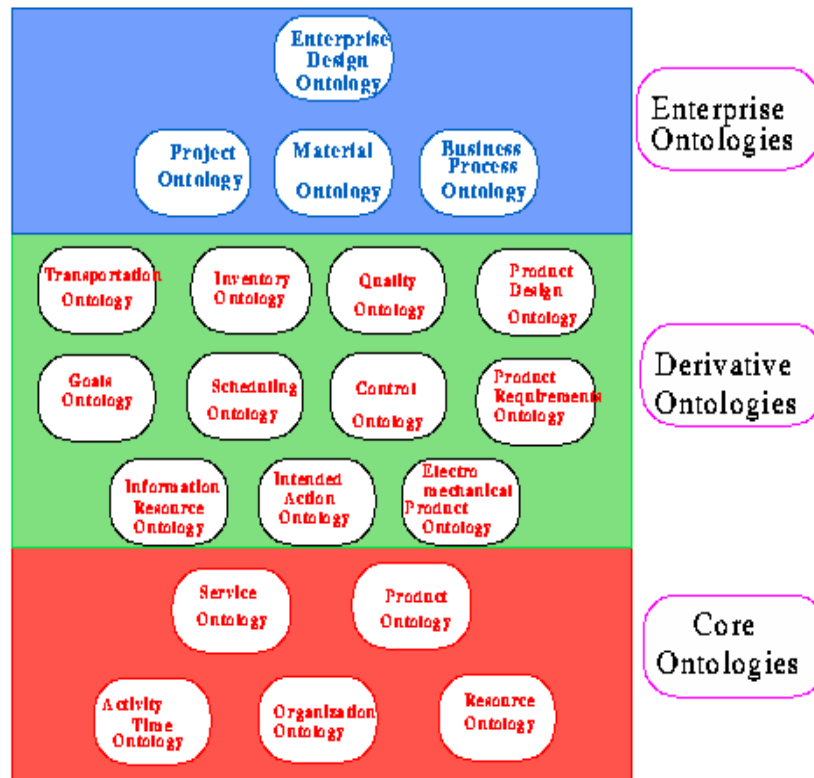 Enterprise
Design
Ontology
Project
Ontology
Material
Ontology
Business
Process
Ontology
Enterprise
Ontologies
Transportation
Ontology
Inventory
Ontology
Quality
Ontology
Product
Design
Ontology
Goals
Ontology
Scheduling
Ontology
Control
Ontology
Product
Requirements
Ontology
Derivative
Ontologies
Information
Resource
Ontology
Intended
Action
Ontology
Electro
mechanical
Product
Ontology
Service
Ontology
Product
Ontology
Core
Ontologies
Activity
Time
Ontology
Organization
Ontology
Resource
Ontology